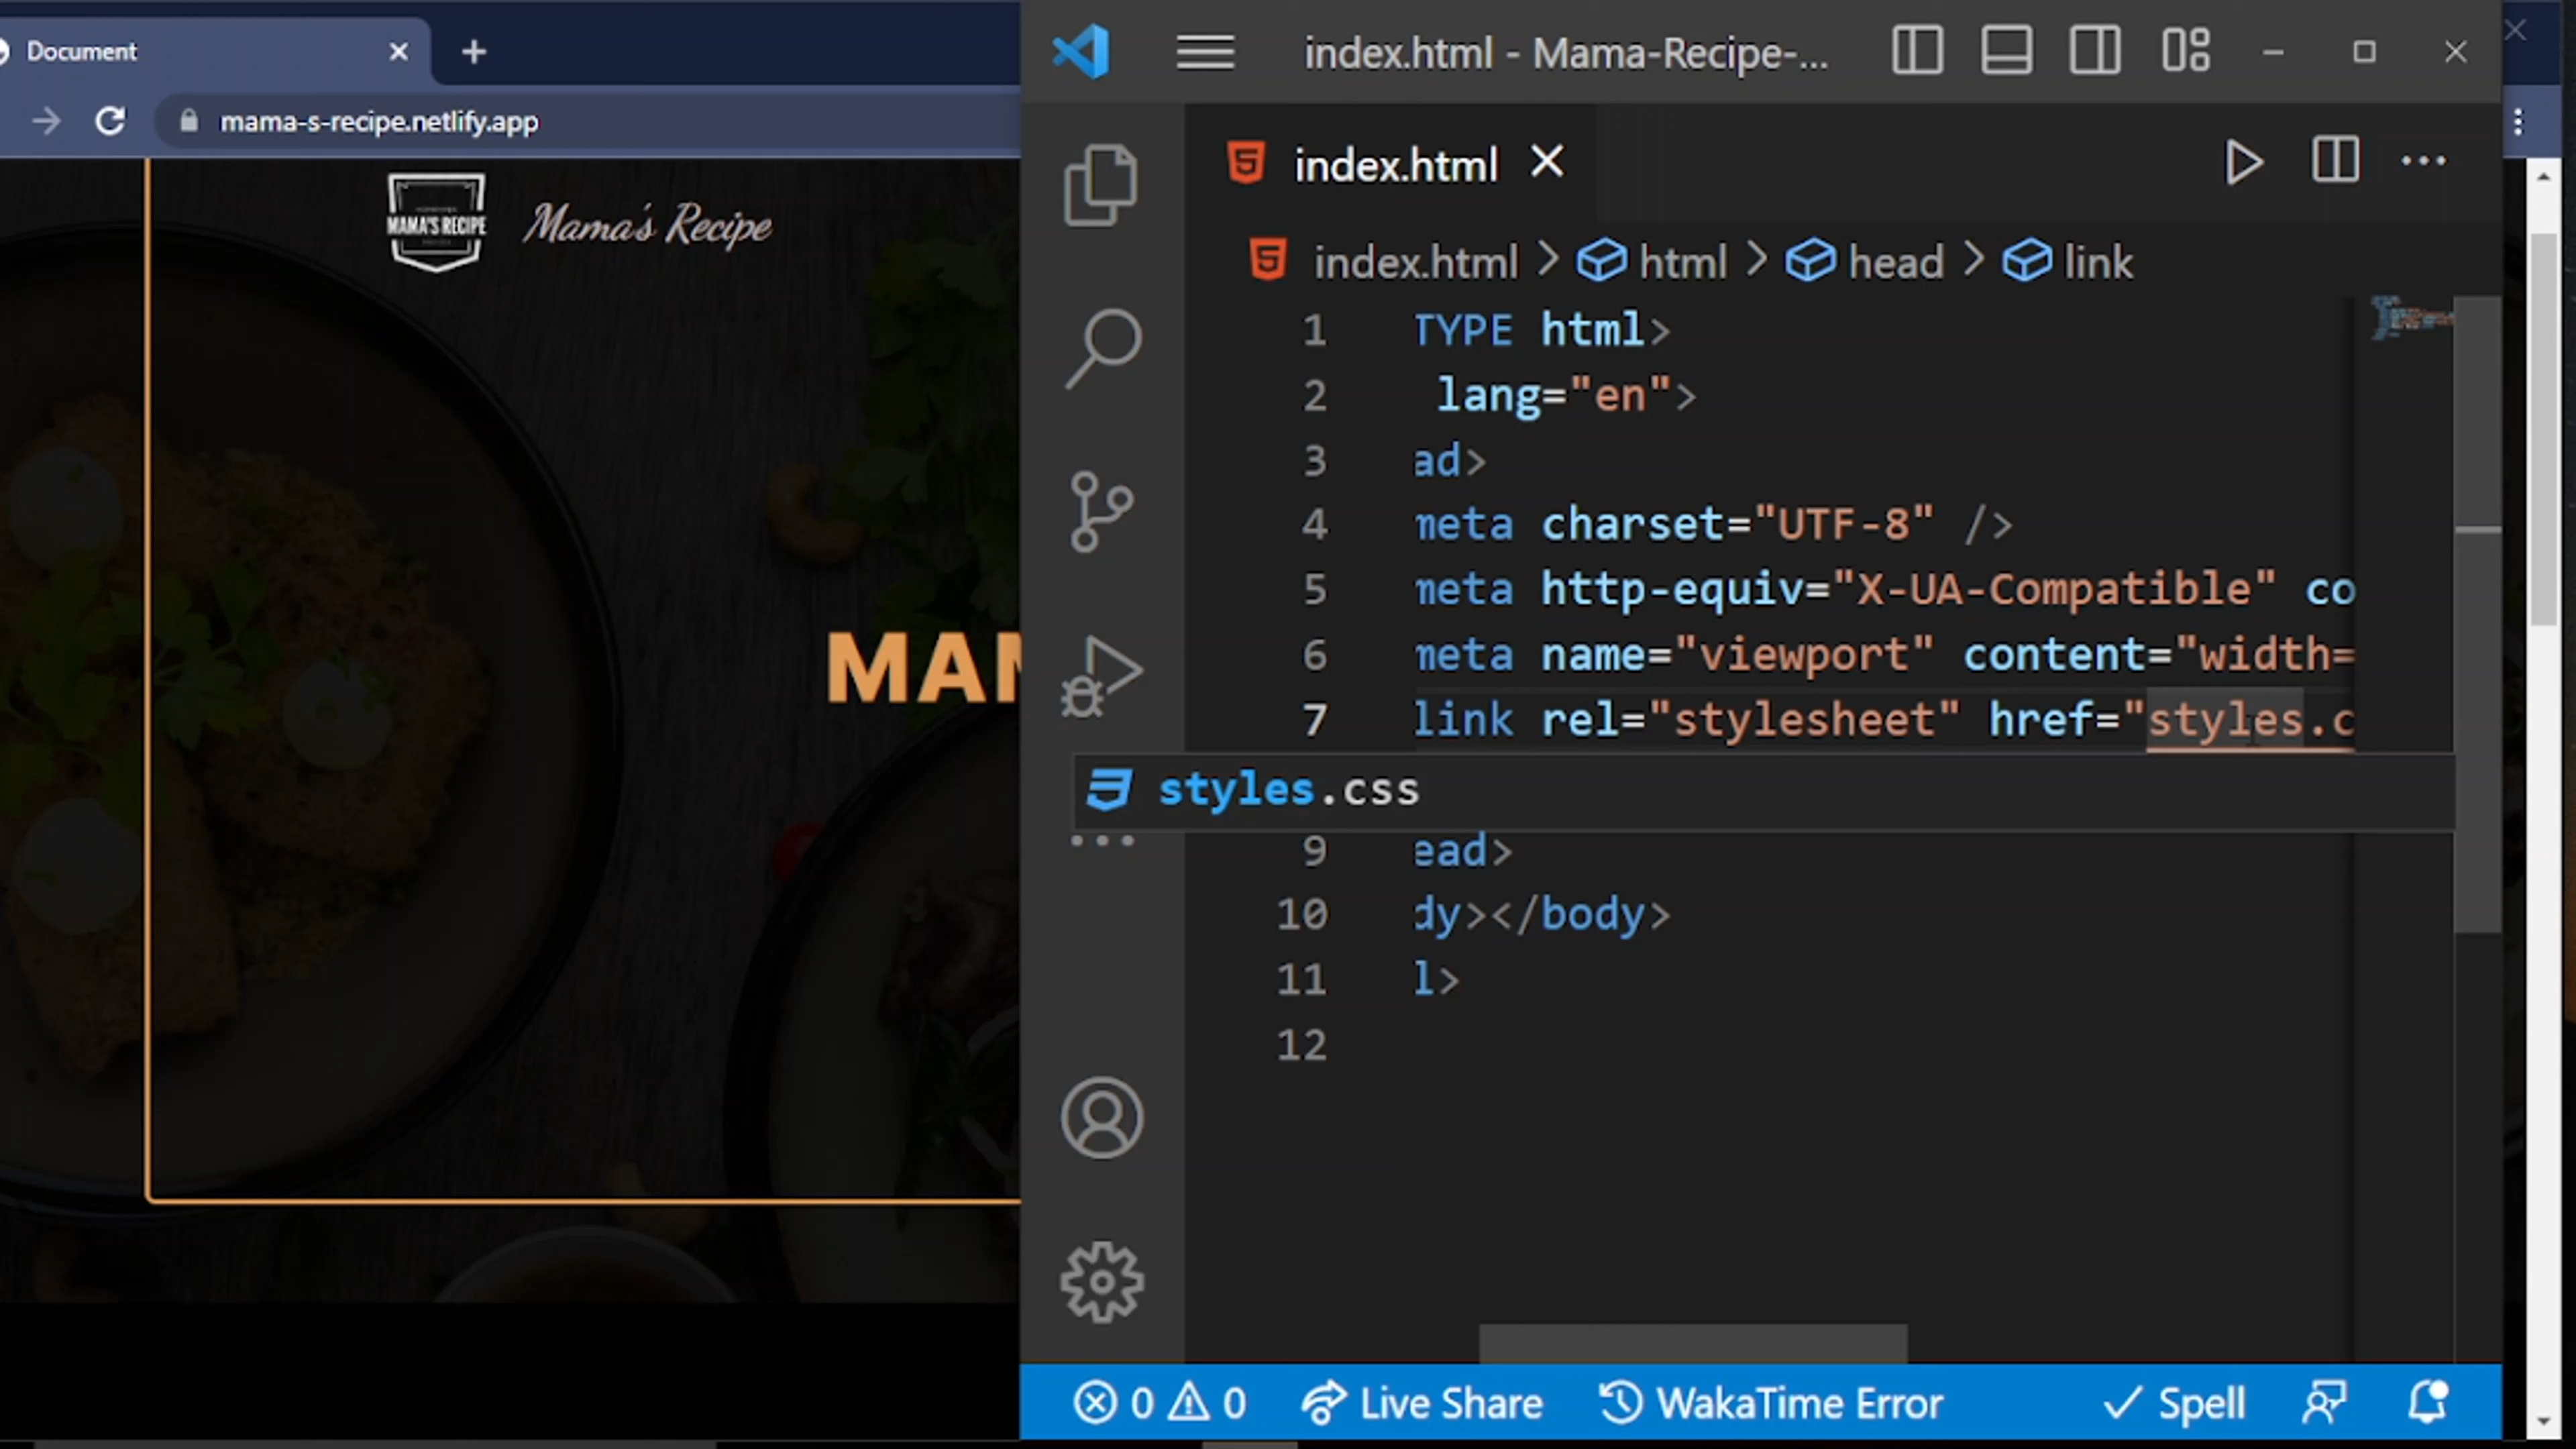 Document
mama-s-recipe.netlify.app
MAMA'S RECIPE
Mama's Recipe
MAM
index.html - Mama-Recipe-...
index.html
index.html > html > head > link
1 TYPE html>
2 lang="en">
3 ad>
4 meta charset="UTF-8" />
5 meta http-equiv="X-UA-Compatible" co
6 meta name="viewport" content="width=
7 link rel="stylesheet" href="styles.c
styles.css
9 ead>
10 dy></body>
11 l>
12
0 0 Live Share WakaTime Error Spell